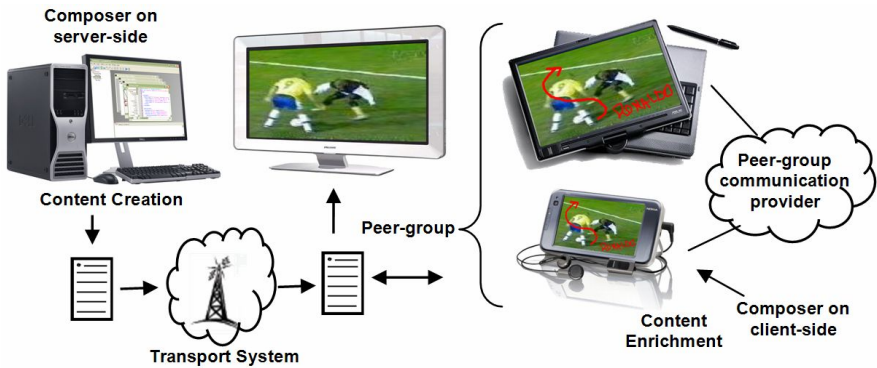 Composer on
server-side
Content Creation
Transport System
Peer-group
RONALDO
Peer-group
communication
provider
Content
Enrichment
Composer on
client-side